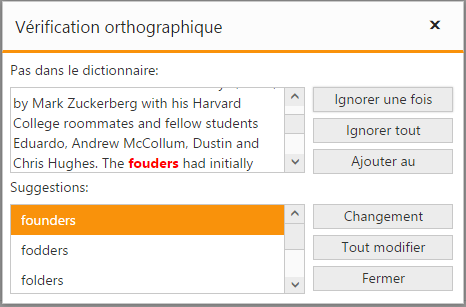 Vérification orthographique
Pas dans le dictionnaire:
by Mark Zuckerberg with his Harvard
College roommates and fellow students
Eduardo, Andrew McCollum, Dustin and
Chris Hughes. The fouders had initially
Ignorer une fois
Ignorer tout
Ajouter au
Suggestions:
founders
fodders
folders
Changement
Tout modifier
Fermer